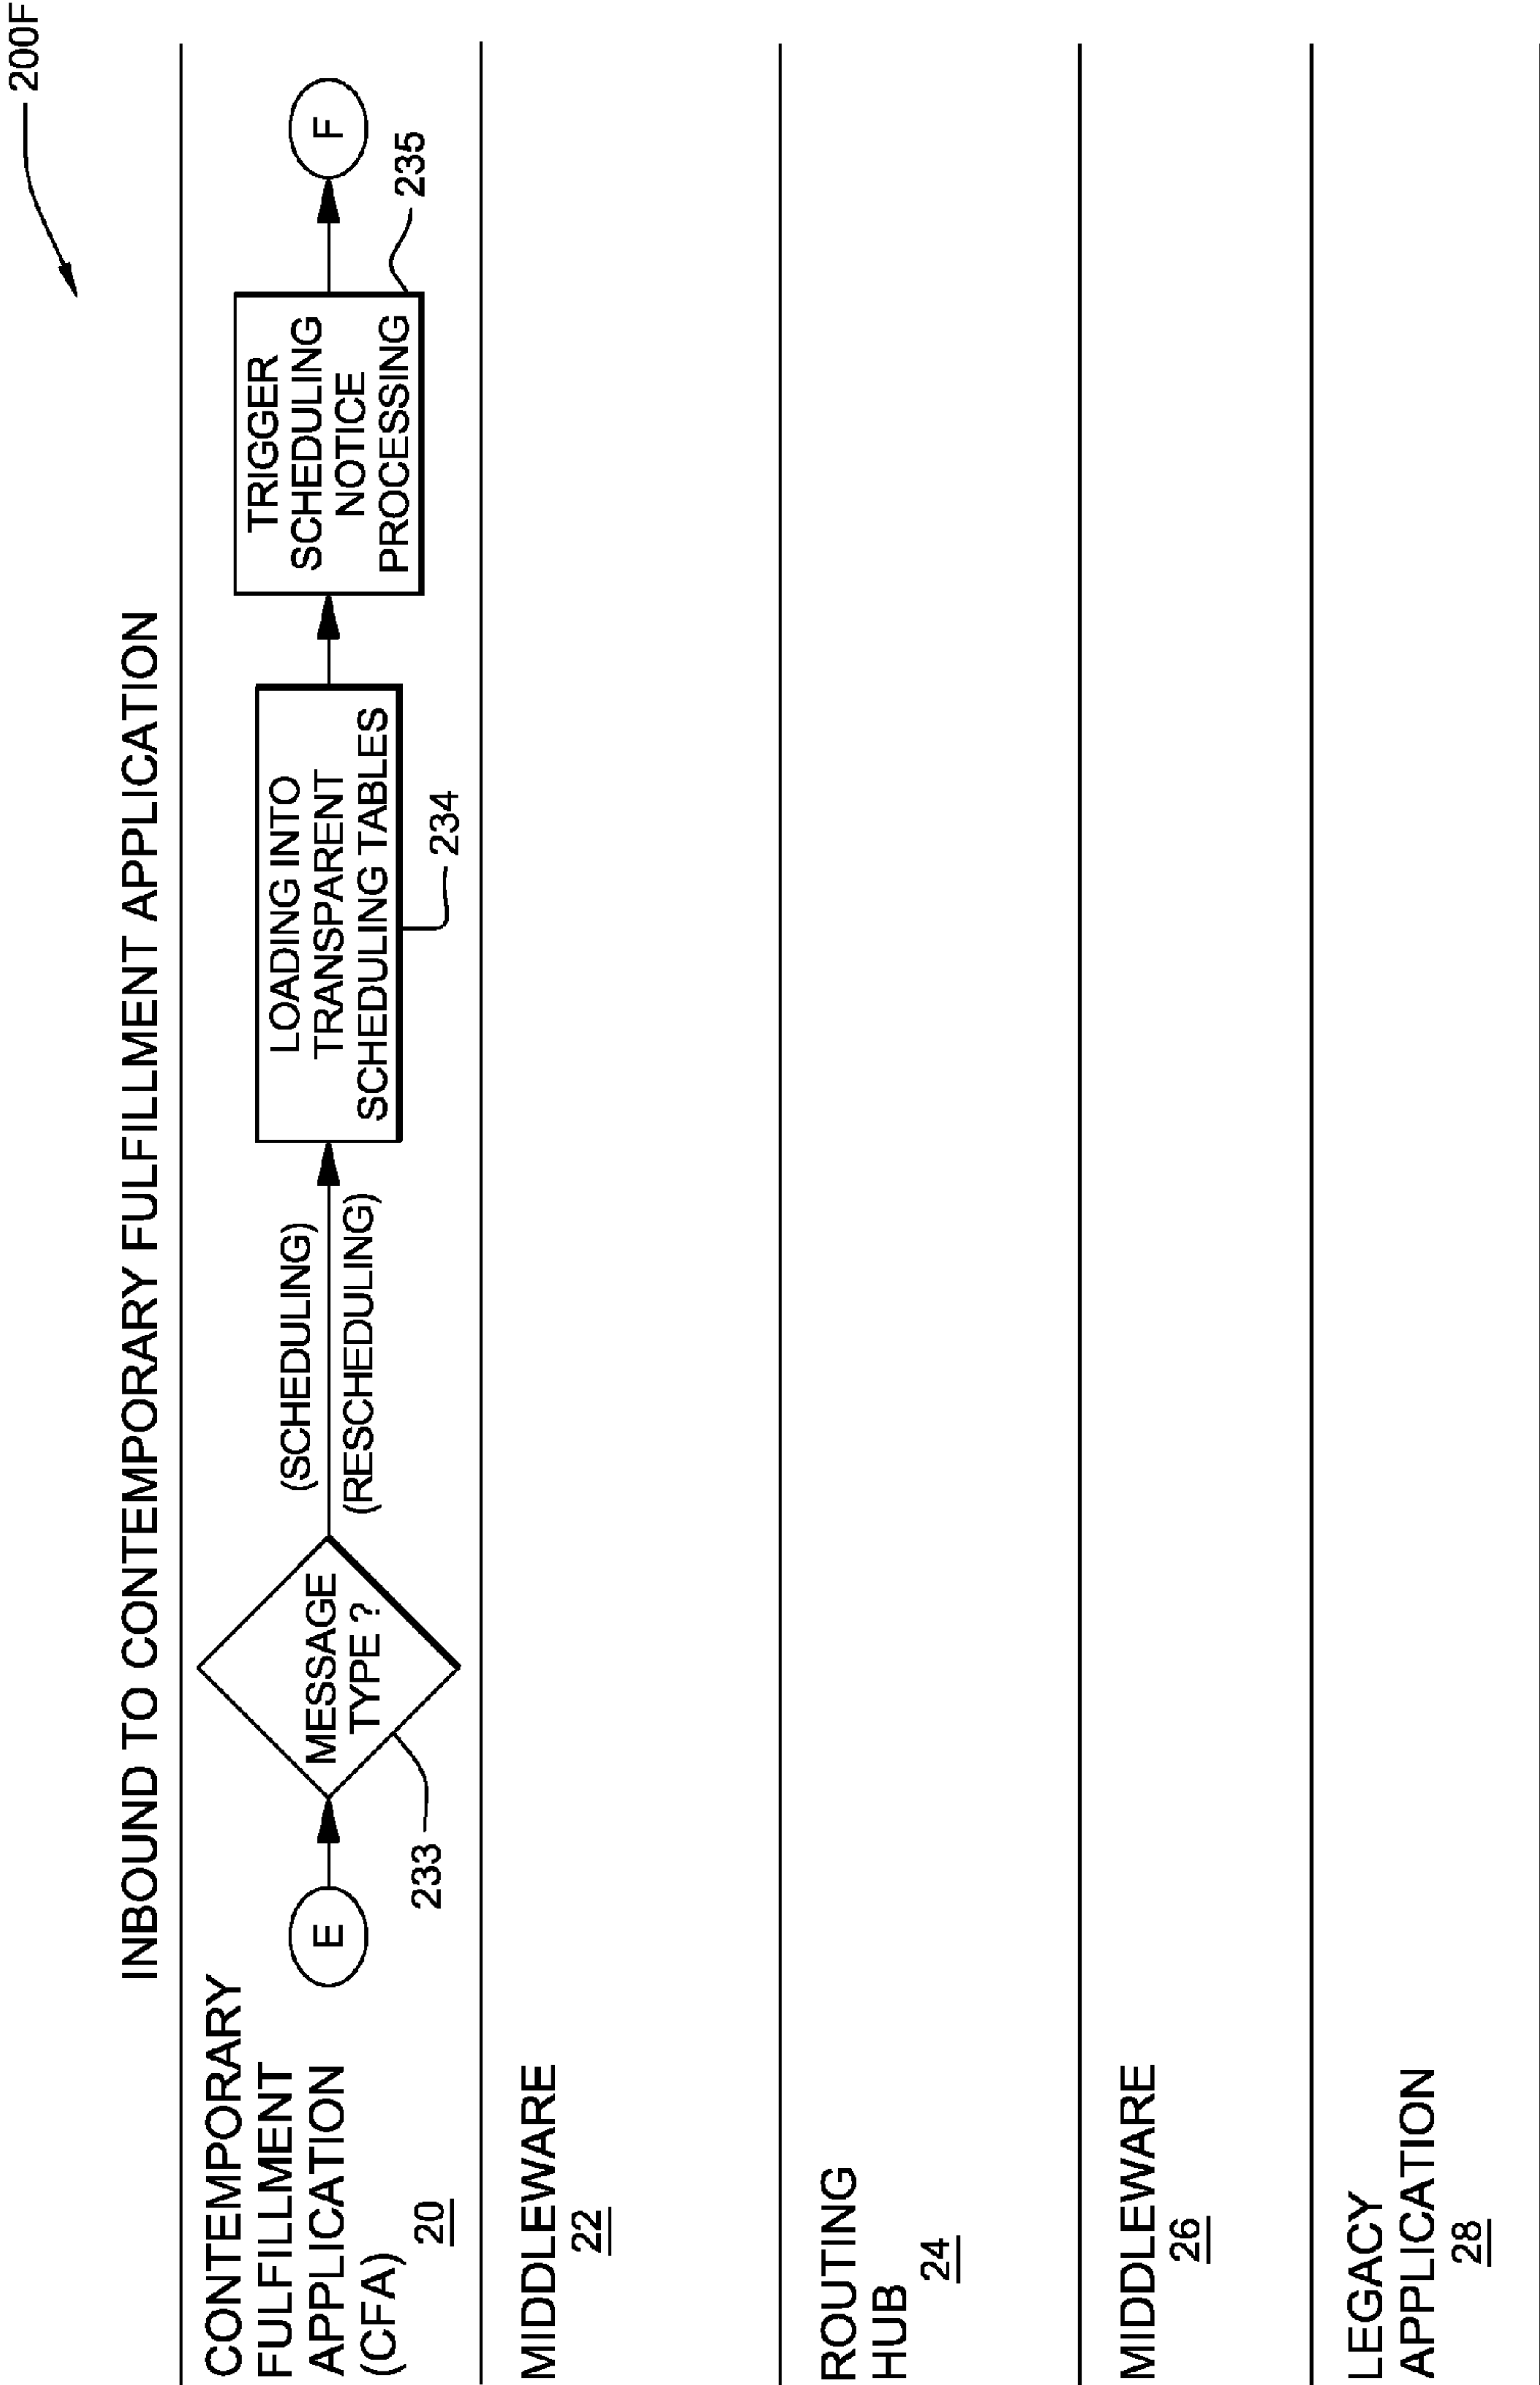 200F
INBOUND TO CONTEMPORARY FULFILLMENT APPLICATION
CONTEMPORARY
FULFILLMENT
APPLICATION
(CFA)
20
E
MESSAGE
TYPE ?
233
(SCHEDULING)
(RESCHEDULING)
LOADING INTO
TRANSPARENT
SCHEDULING TABLES
234
TRIGGER
SCHEDULING
NOTICE
PROCESSING
235
F
MIDDLEWARE
22
ROUTING
HUB
24
MIDDLEWARE
26
LEGACY
APPLICATION
28